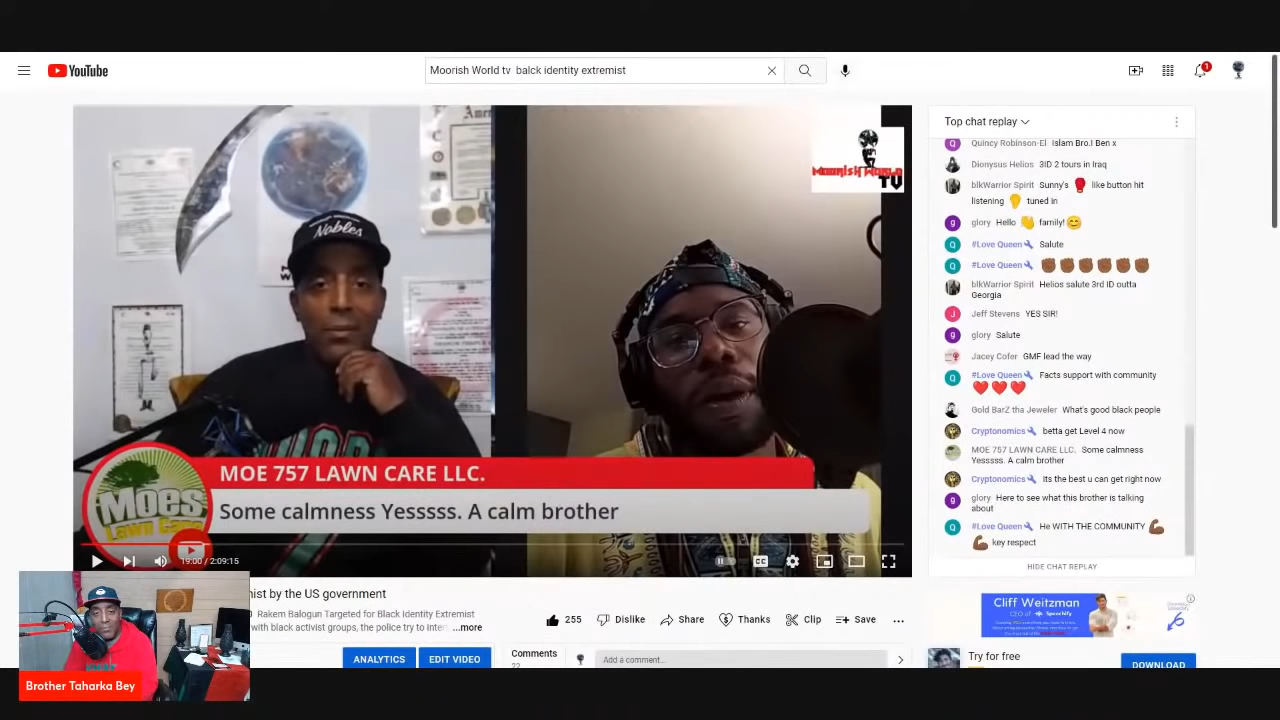 YouTube
Moorish World tv  balck identity extremist
1
Nobles
MOORISH WORLD
TV
MOE 757 LAWN CARE LLC.
Some calmness Yesssss. A calm brother
Moes
Lawn Care
19:00 / 2:09:15
Top chat replay
Quincy Robinson-El Islam Bro.I Ben x
Dionysus Helios 3ID 2 tours in Iraq
blkWarrior Spirit Sunny's 🥊 like button hit
listening 👂 tuned in
glory Hello 👋 family!😊
#Love Queen Salute
#Love Queen ✊🏾✊🏾✊🏾✊🏾✊🏾✊🏾
blkWarrior Spirit Helios salute 3rd ID outta
Georgia
Jeff Stevens YES SIR!
glory Salute
Jacey Cofer GMF lead the way
#Love Queen Facts support with community
❤️❤️❤️
Gold BarZ tha Jeweler What's good black people
Cryptonomics betta get Level 4 now
MOE 757 LAWN CARE LLC. Some calmness
Yesssss. A calm brother
Cryptonomics Its the best u can get right now
glory Here to see what this brother is talking
about
#Love Queen He WITH THE COMMUNITY 💪🏾
💪🏾 key respect
HIDE CHAT REPLAY
ist by the US government
Rakem Balogun Targeted for Black Identity Extremist
with black activist groups, the police try to inter ...more
255 Dislike Share Thanks Clip Save ...
ANALYTICS EDIT VIDEO
Comments
22
Add a comment...
CLIFF WEITZMAN
CEO OF Speechify
Try for free
DOWNLOAD
Brother Taharka Bey